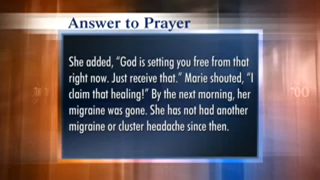 Answer to Prayer
She added, “God is setting you free from that
right now. Just receive that.” Marie shouted, “I
claim that healing!” By the next morning, her
migraine was gone. She has not had another
migraine or cluster headache since then.